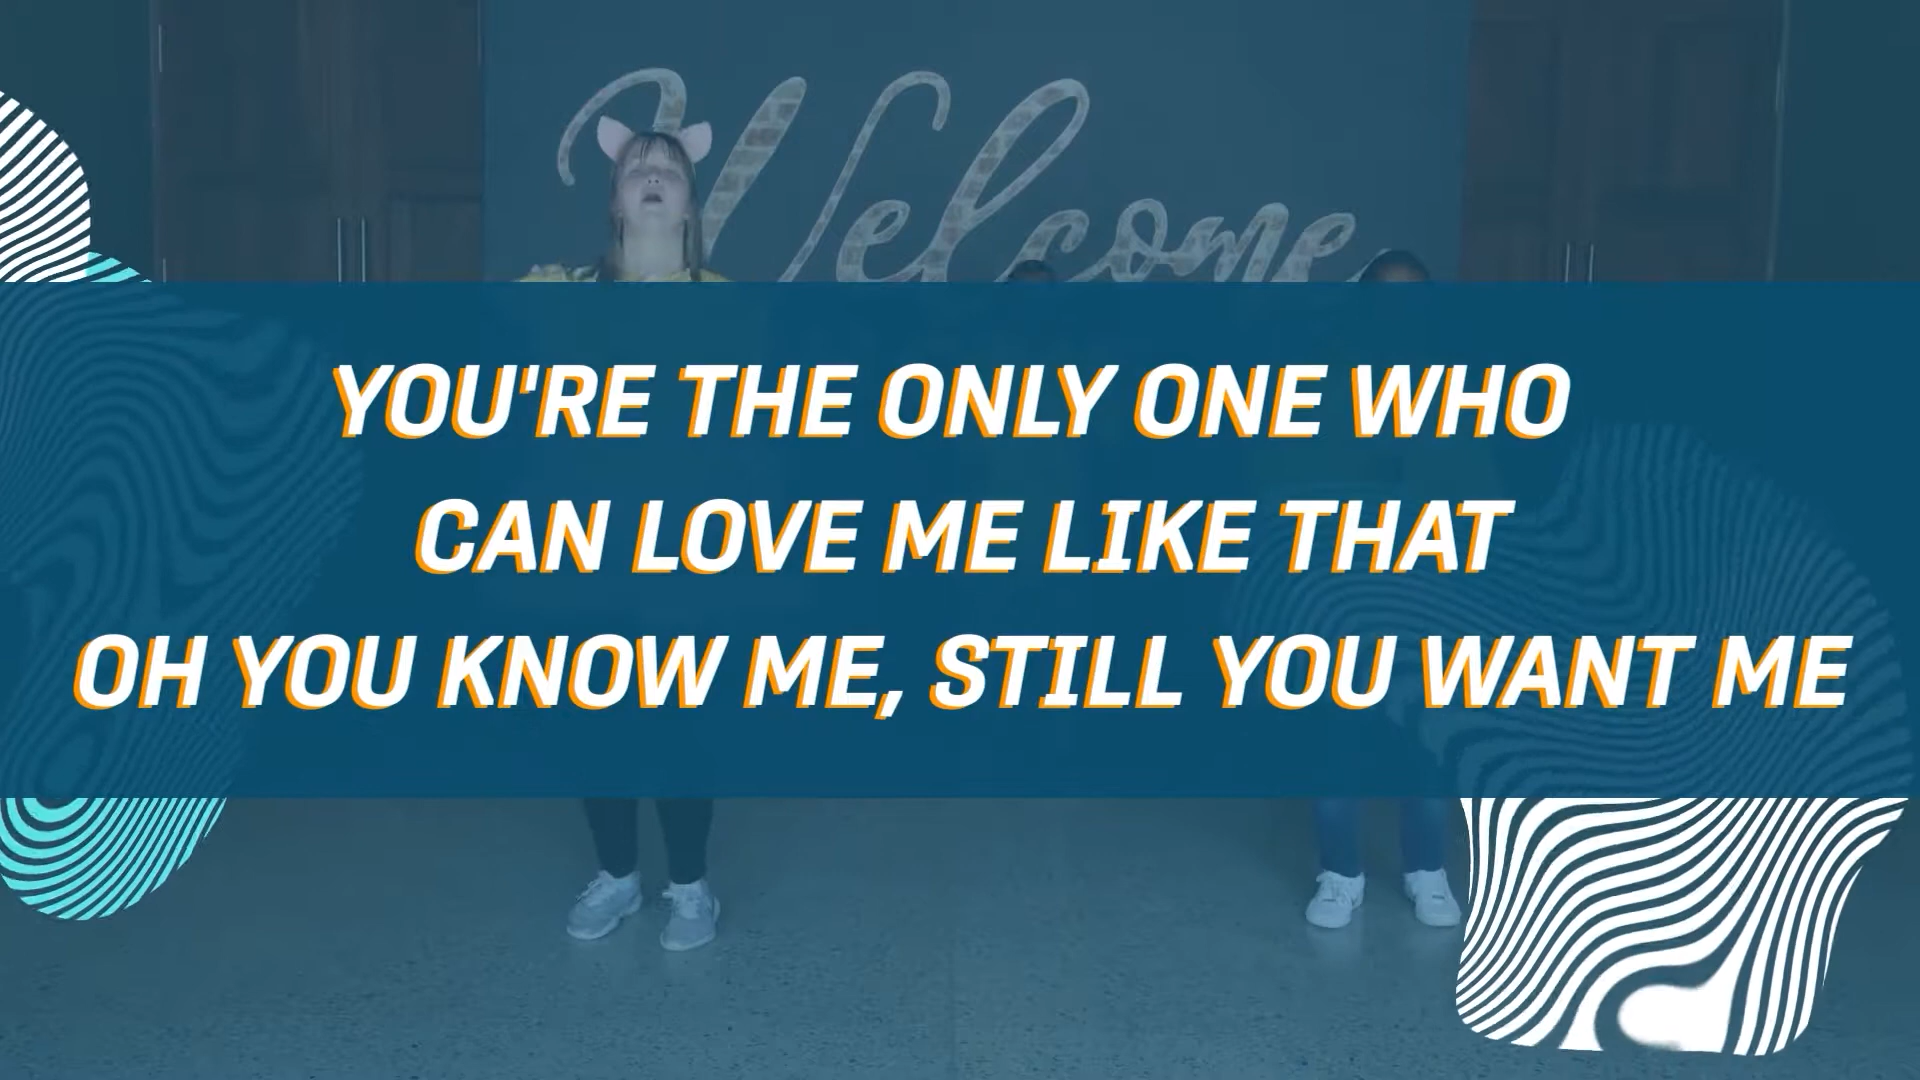 Welcome
YOU'RE THE ONLY ONE WHO
CAN LOVE ME LIKE THAT
OH YOU KNOW ME, STILL YOU WANT ME